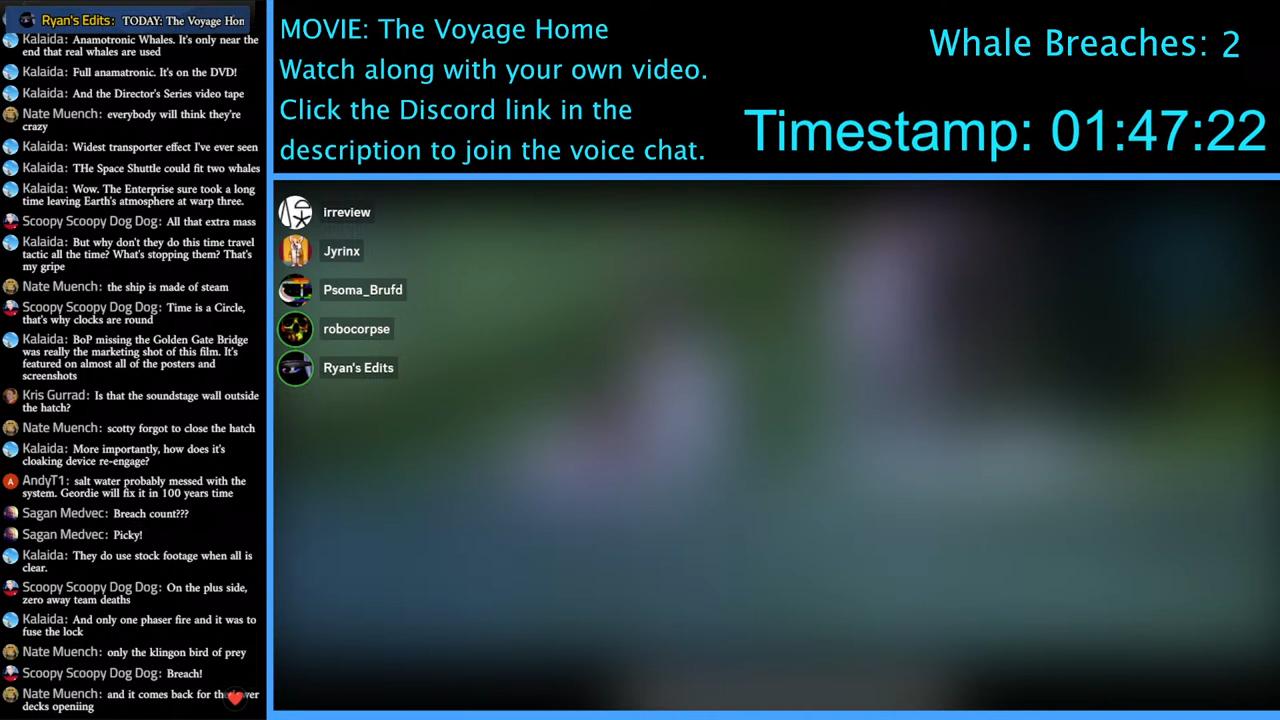 Ryan's Edits: TODAY: The Voyage Hon
Kalaida: Anamotronic Whales. It's only near the
end that real whales are used
Kalaida: Full anamatronic. It's on the DVD!
Kalaida: And the Director's Series video tape
Nate Muench: everybody will think they're
crazy
Kalaida: Widest transporter effect I've ever seen
Kalaida: THe Space Shuttle could fit two whales
Kalaida: Wow. The Enterprise sure took a long
time leaving Earth's atmosphere at warp three.
Scoopy Scoopy Dog Dog: All that extra mass
Kalaida: But why don't they do this time travel
tactic all the time? What's stopping them? That's
my gripe
Nate Muench: the ship is made of steam
Scoopy Scoopy Dog Dog: Time is a Circle,
that's why clocks are round
Kalaida: BoP missing the Golden Gate Bridge
was really the marketing shot of this film. It's
featured on almost all of the posters and
screenshots
Kris Gurrad: Is that the soundstage wall outside
the hatch?
Nate Muench: scotty forgot to close the hatch
Kalaida: More importantly, how does it's
cloaking device re-engage?
A AndyT1: salt water probably messed with the
system. Geordie will fix it in 100 years time
Sagan Medvec: Breach count???
Sagan Medvec: Picky!
Kalaida: They do use stock footage when all is
clear.
Scoopy Scoopy Dog Dog: On the plus side,
zero away team deaths
Kalaida: And only one phaser fire and it was to
fuse the lock
Nate Muench: only the klingon bird of prey
Scoopy Scoopy Dog Dog: Breach!
Nate Muench: and it comes back for the wer
decks openiing
MOVIE: The Voyage Home
Watch along with your own video.
Click the Discord link in the
description to join the voice chat.
Whale Breaches: 2
Timestamp: 01:47:22
irreview
Jyrinx
Psoma_Brufd
robocorpse
Ryan's Edits